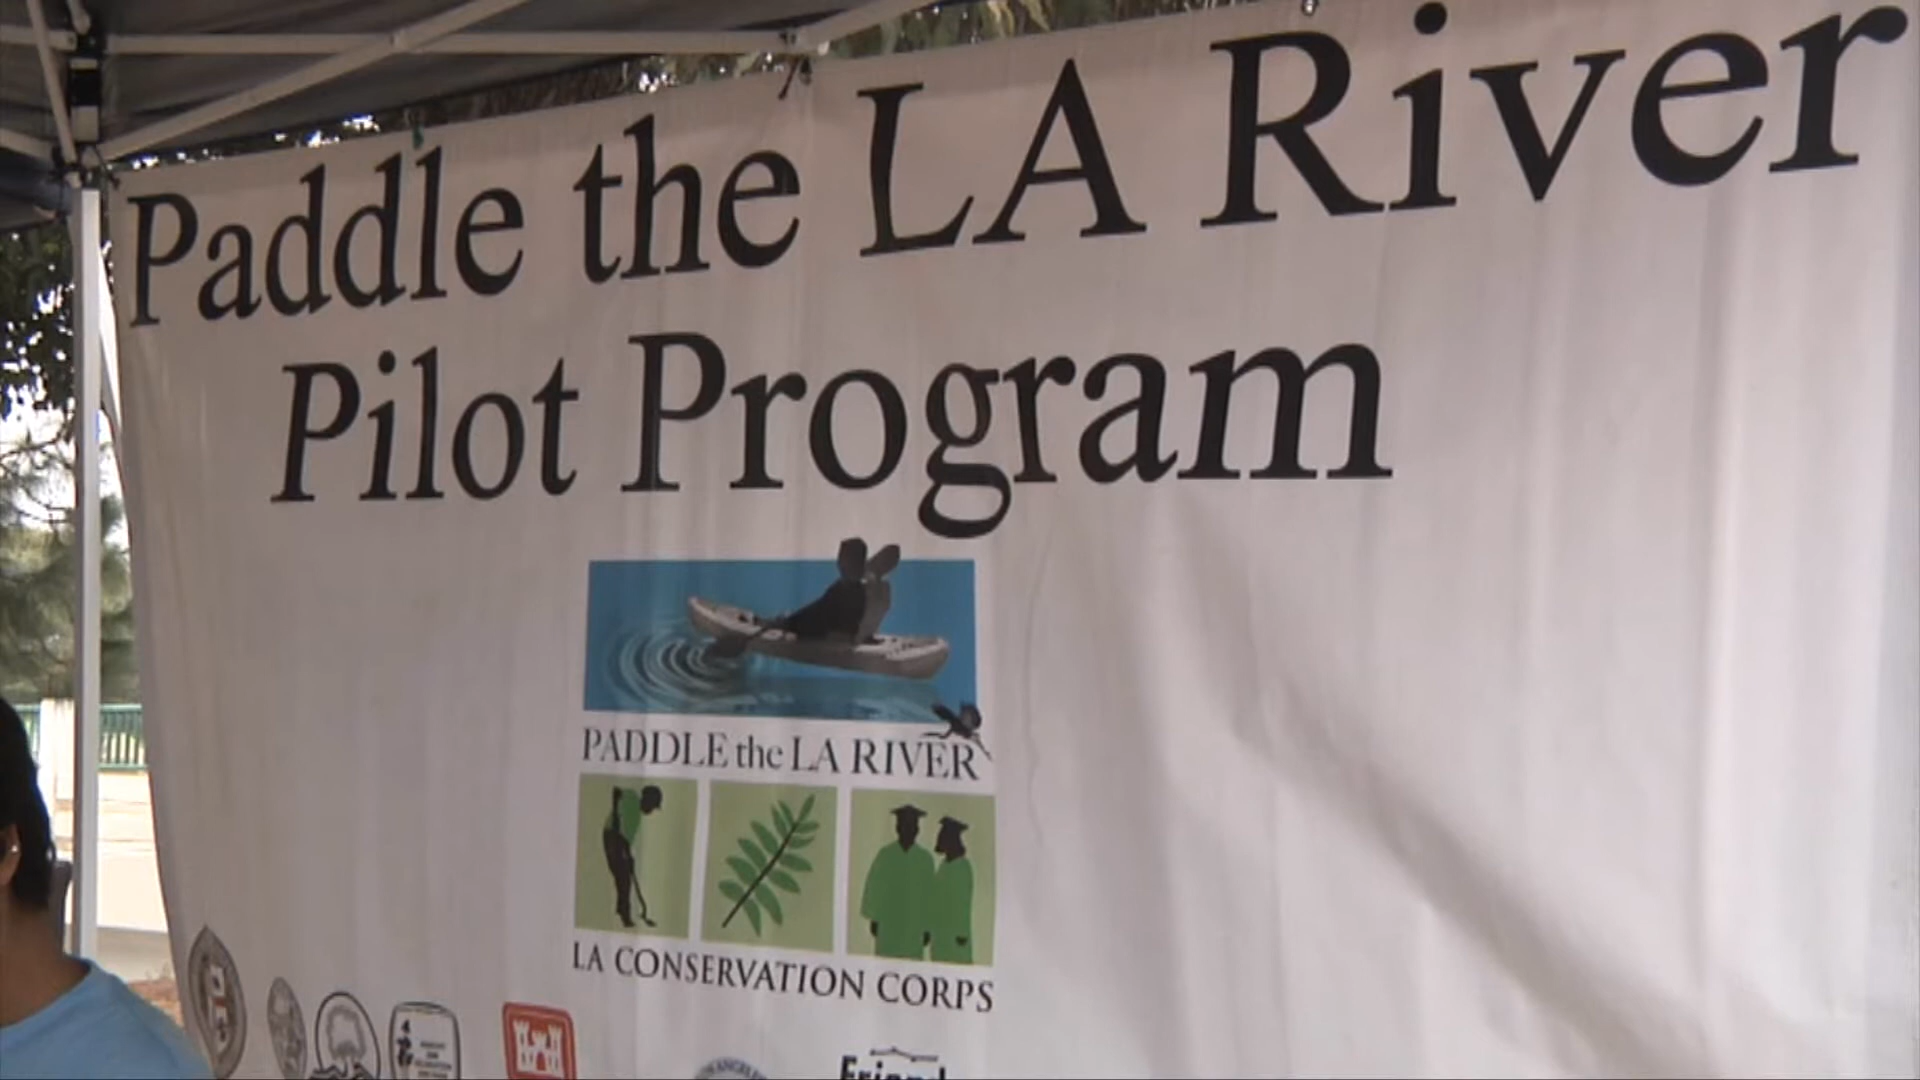 Paddle the LA River
Pilot Program
PADDLE the LA RIVER
LA CONSERVATION CORPS